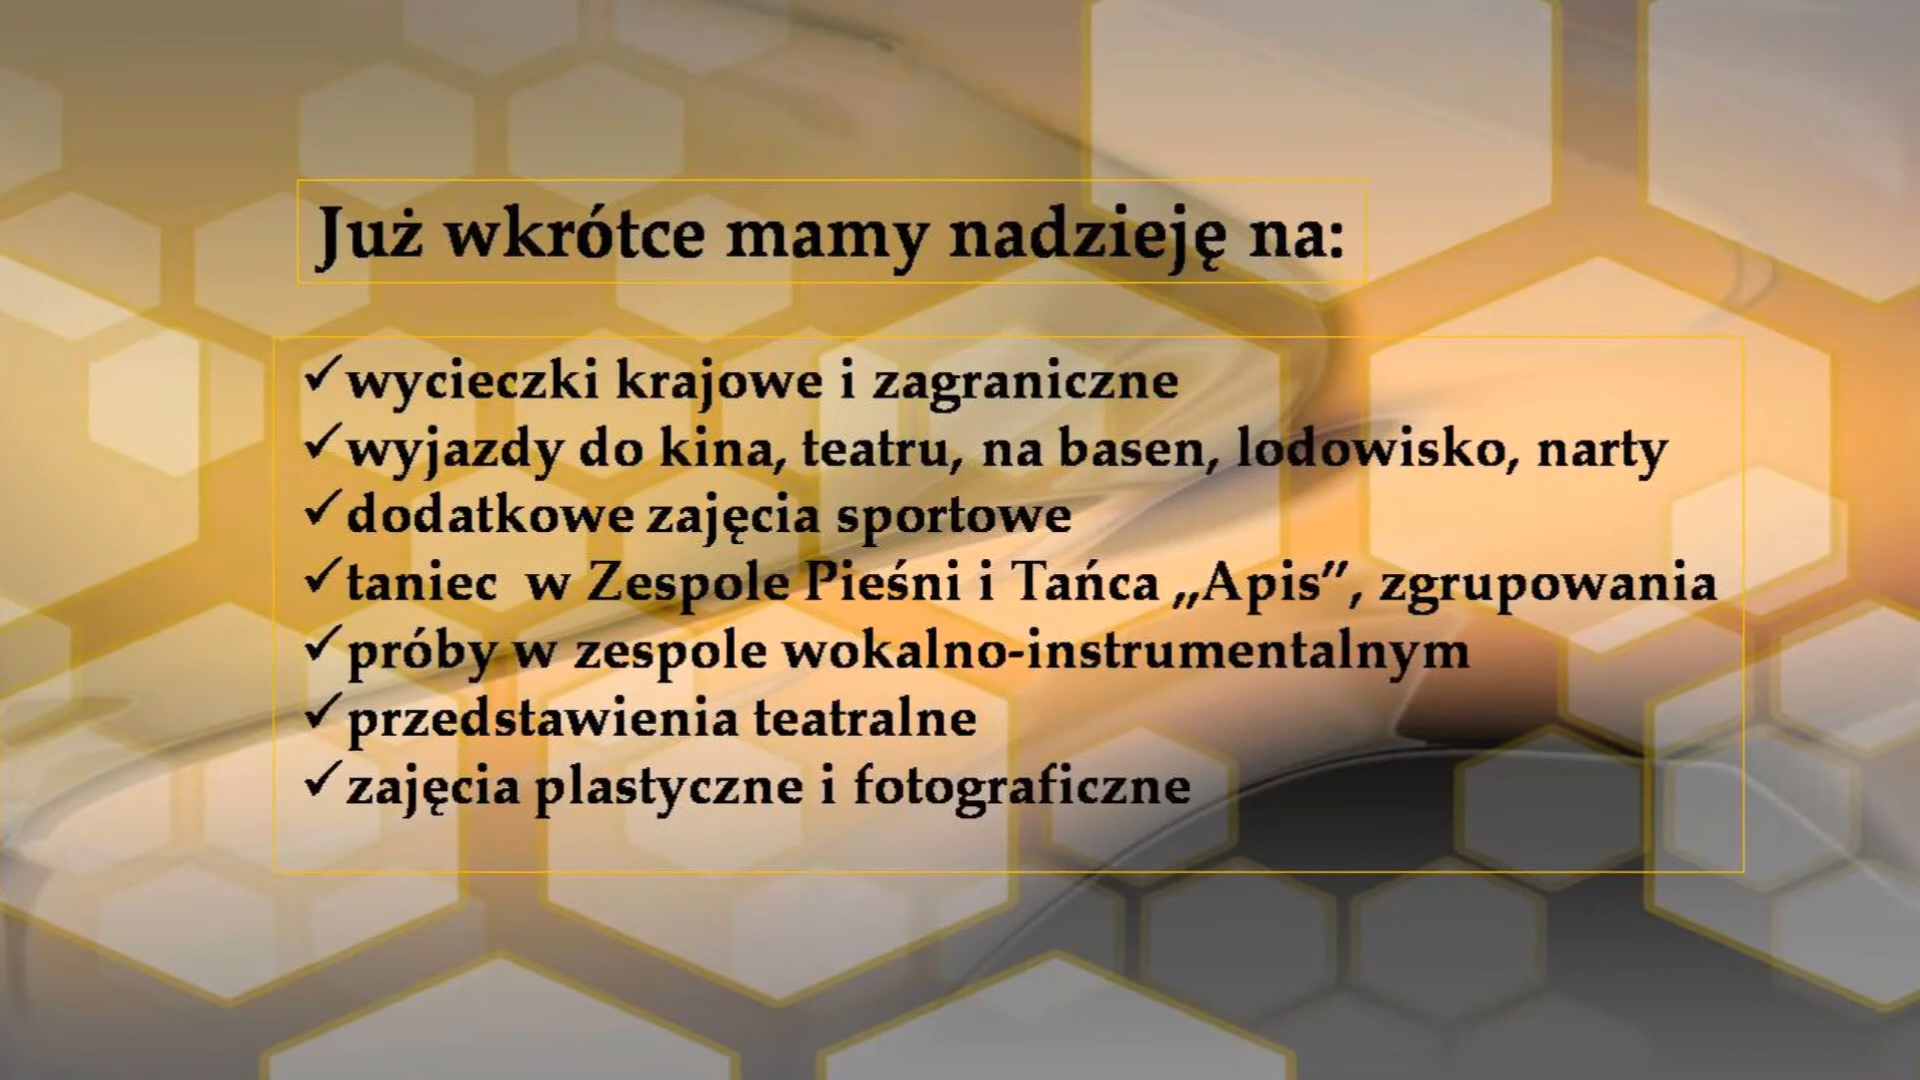 Już wkrótce mamy nadzieję na:
✓wycieczki krajowe i zagraniczne
✓wyjazdy do kina, teatru, na basen, lodowisko, narty
✓dodatkowe zajęcia sportowe
✓taniec w Zespole Pieśni i Tańca „Apis”, zgrupowania
✓próby w zespole wokalno-instrumentalnym
✓przedstawienia teatralne
✓zajęcia plastyczne i fotograficzne